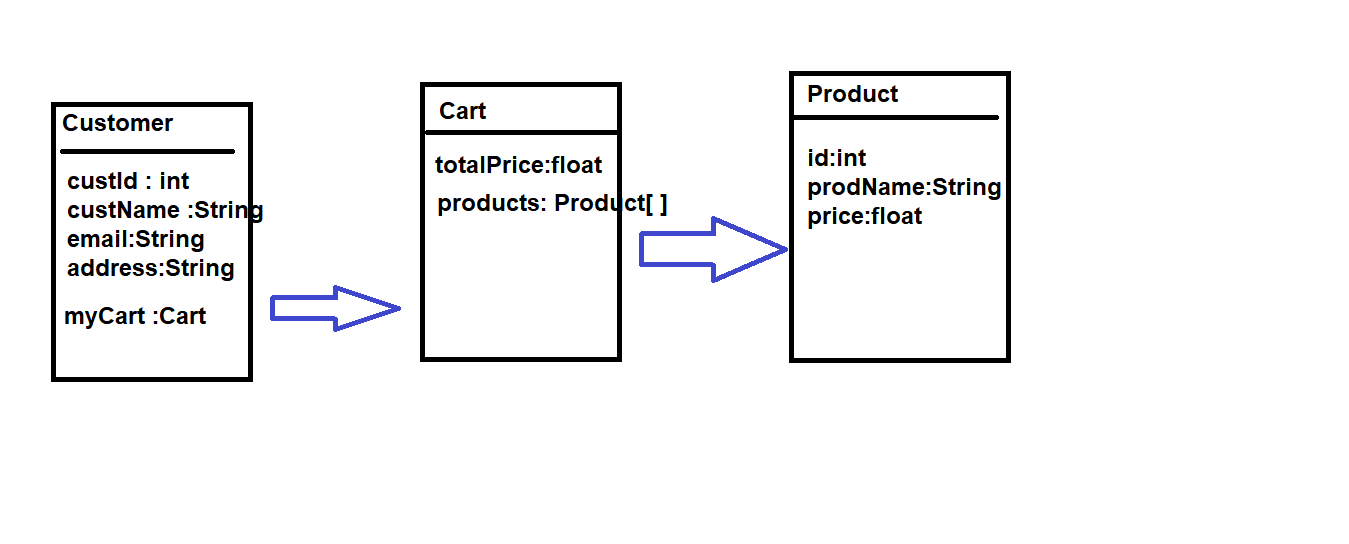 Customer
custId : int
custName :String
email:String
address:String
myCart :Cart
Cart
totalPrice:float
products: Product[ ]
Product
id:int
prodName:String
price:float